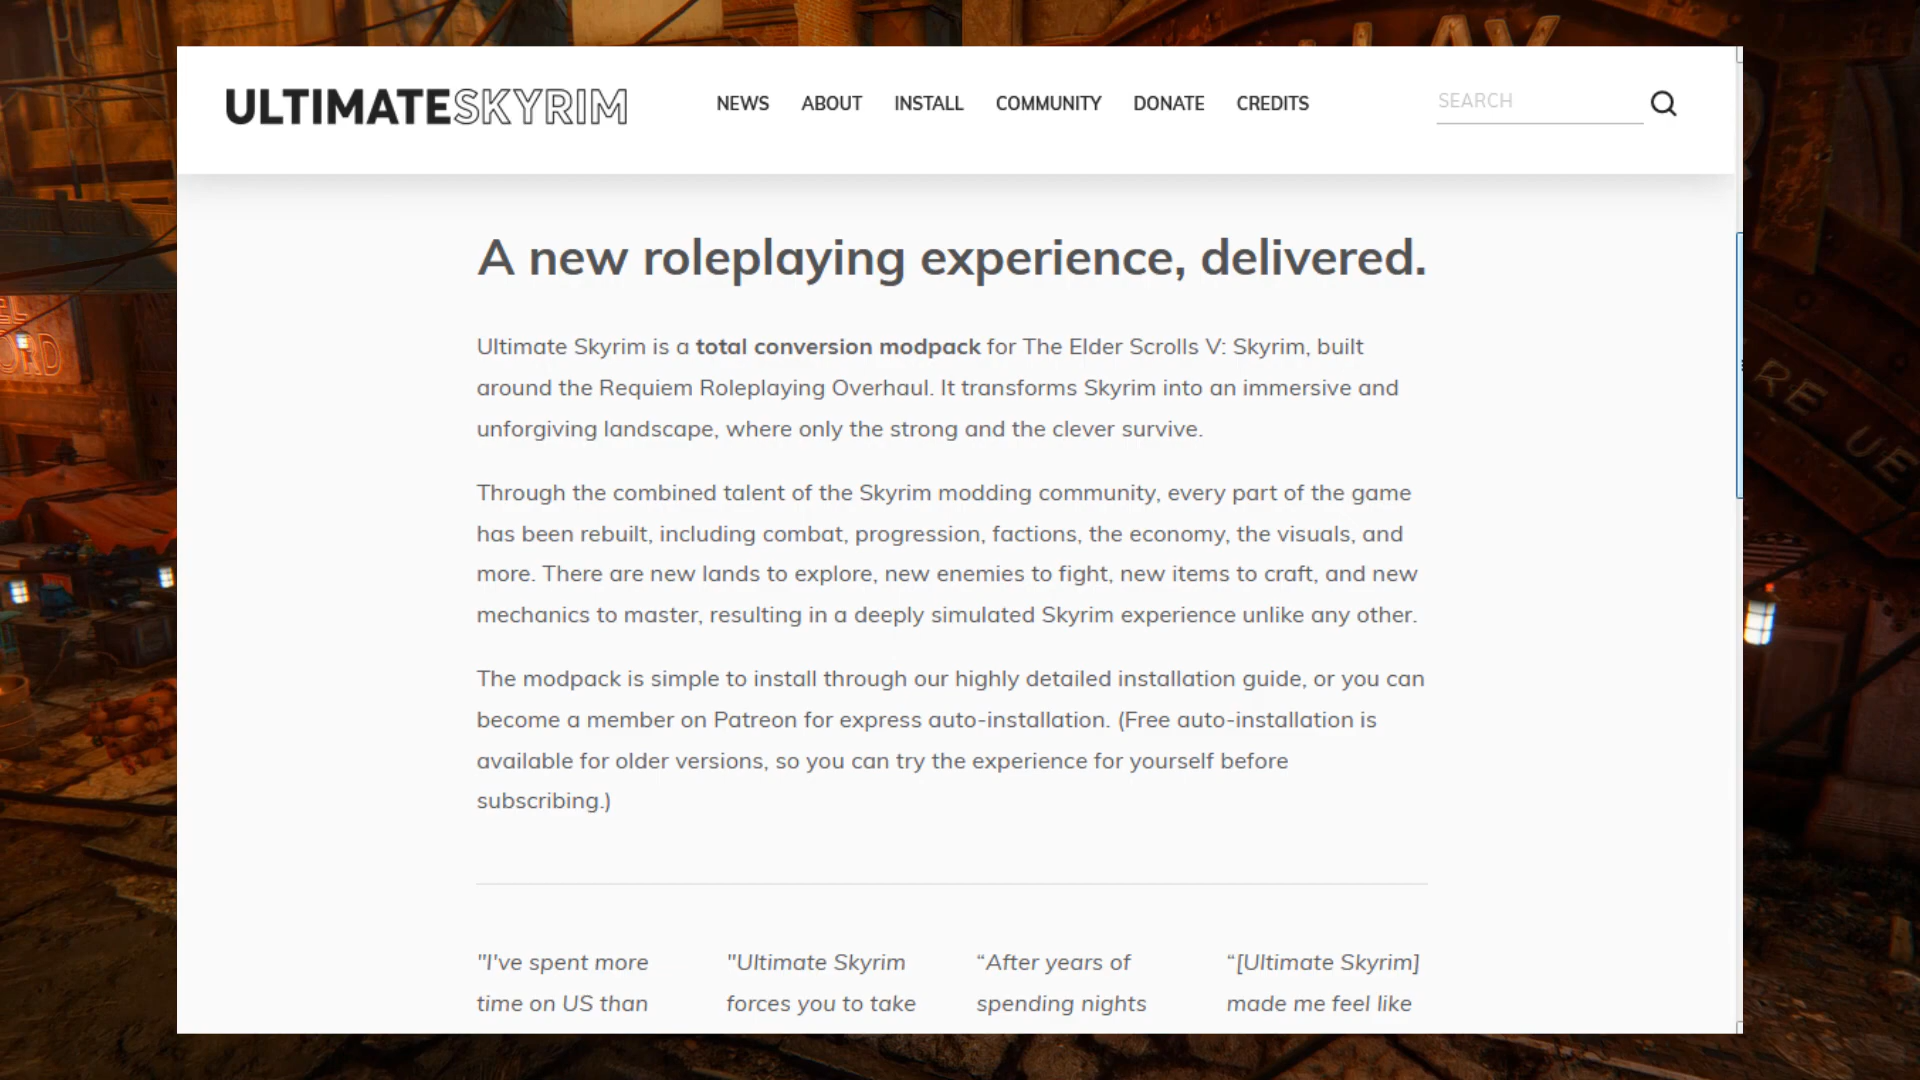 ULTIMATESKYRIM
NEWS ABOUT INSTALL COMMUNITY DONATE CREDITS
SEARCH
A new roleplaying experience, delivered.
Ultimate Skyrim is a total conversion modpack for The Elder Scrolls V: Skyrim, built
around the Requiem Roleplaying Overhaul. It transforms Skyrim into an immersive and
unforgiving landscape, where only the strong and the clever survive.
Through the combined talent of the Skyrim modding community, every part of the game
has been rebuilt, including combat, progression, factions, the economy, the visuals, and
more. There are new lands to explore, new enemies to fight, new items to craft, and new
mechanics to master, resulting in a deeply simulated Skyrim experience unlike any other.
The modpack is simple to install through our highly detailed installation guide, or you can
become a member on Patreon for express auto-installation. (Free auto-installation is
available for older versions, so you can try the experience for yourself before
subscribing.)
"I've spent more
time on US than
"Ultimate Skyrim
forces you to take
“After years of
spending nights
“[Ultimate Skyrim]
made me feel like